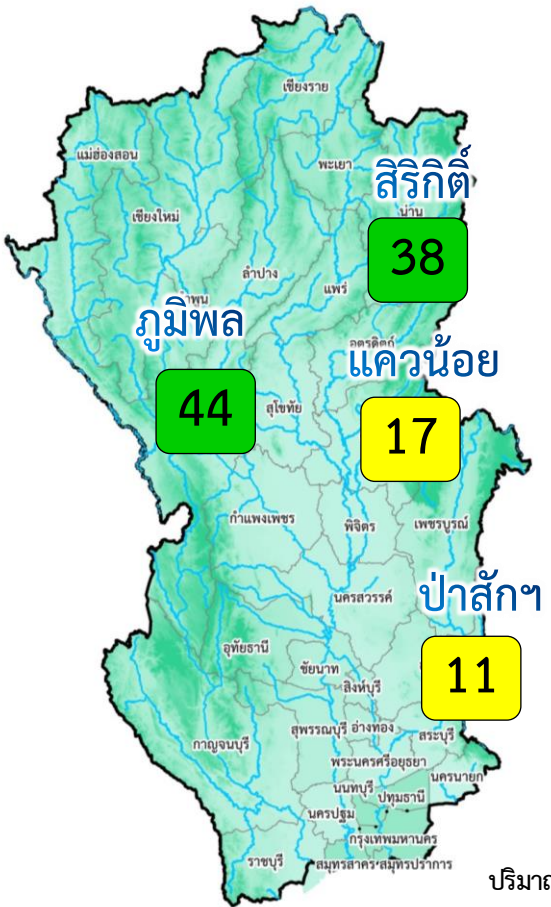 เชียงราย
แม่ฮ่องสอน
พะเยา
สิริกิติ์
น่าน
38
เชียงใหม่
ลำปาง
แพร่
ลำพูน
ภูมิพล
44
อุตรดิตถ์
แควน้อย
17
สุโขทัย
กำแพงเพชร
พิจิตร
เพชรบูรณ์
นครสวรรค์
ป่าสักฯ
11
อุทัยธานี
ชัยนาท
สิงห์บุรี
สุพรรณบุรี อ่างทอง
สระบุรี
กาญจนบุรี
พระนครศรีอยุธยา
นครนายก
นนทบุรี
ปทุมธานี
นครปฐม
กรุงเทพมหานคร
ราชบุรี
สมุทรสาคร
สมุทรปราการ